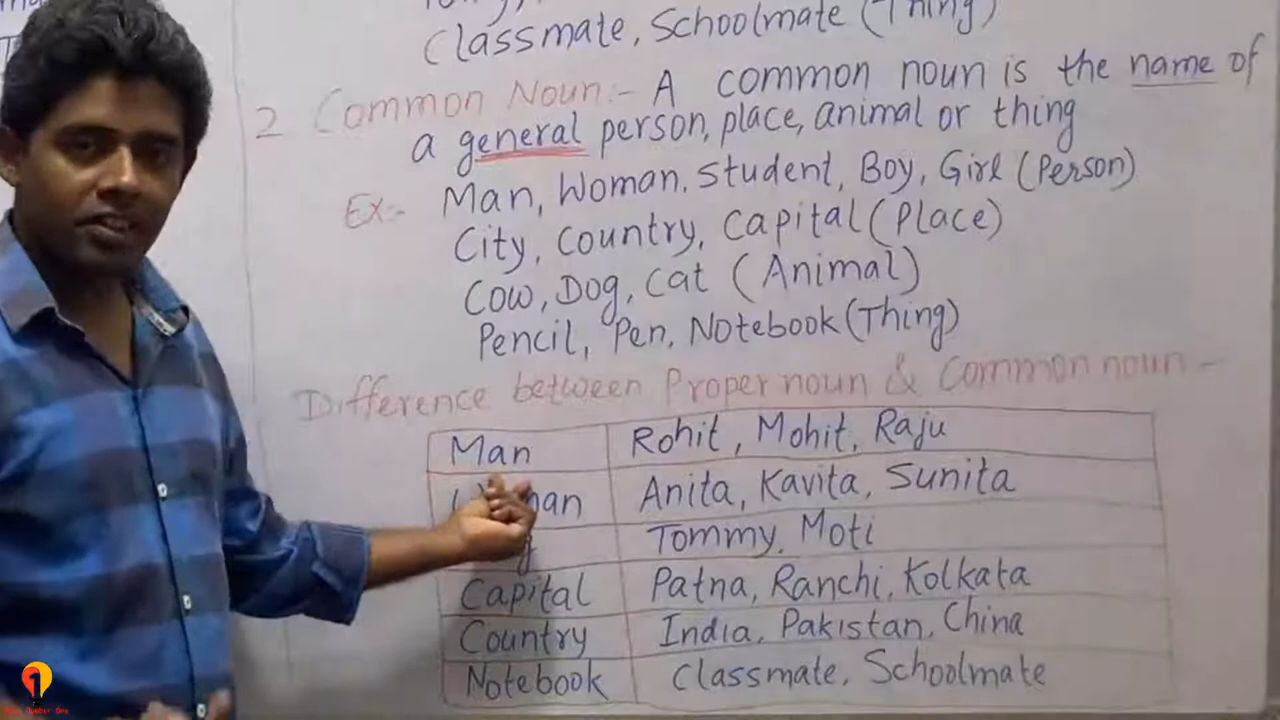 Classmate, Schoolmate (Thing)
2 Common Noun:- A common noun is the name of
a general person, place, animal or thing
Ex:- Man, Woman, student, Boy, Girl (Person)
City, Country, Capital (Place)
Cow, Dog, Cat (Animal)
Pencil, Pen, Notebook (Thing)
Difference between Proper noun & Common noun:-
Man Rohit, Mohit, Raju
Anita, Kavita, Sunita
Tommy, Moti
Capital Patna, Ranchi, Kolkata
Country India, Pakistan, China
Notebook Classmate, Schoolmate